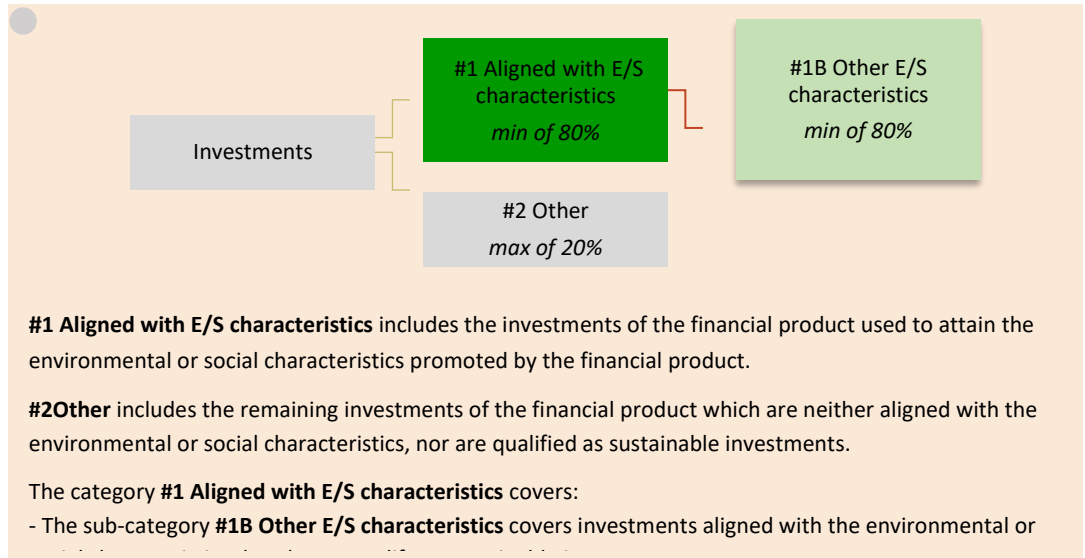 #1 Aligned with E/S
characteristics
min of 80%
#1B Other E/S
characteristics
min of 80%
Investments
#2 Other
max of 20%
#1 Aligned with E/S characteristics includes the investments of the financial product used to attain the
environmental or social characteristics promoted by the financial product.
#2Other includes the remaining investments of the financial product which are neither aligned with the
environmental or social characteristics, nor are qualified as sustainable investments.
The category #1 Aligned with E/S characteristics covers:
- The sub-category #1B Other E/S characteristics covers investments aligned with the environmental or